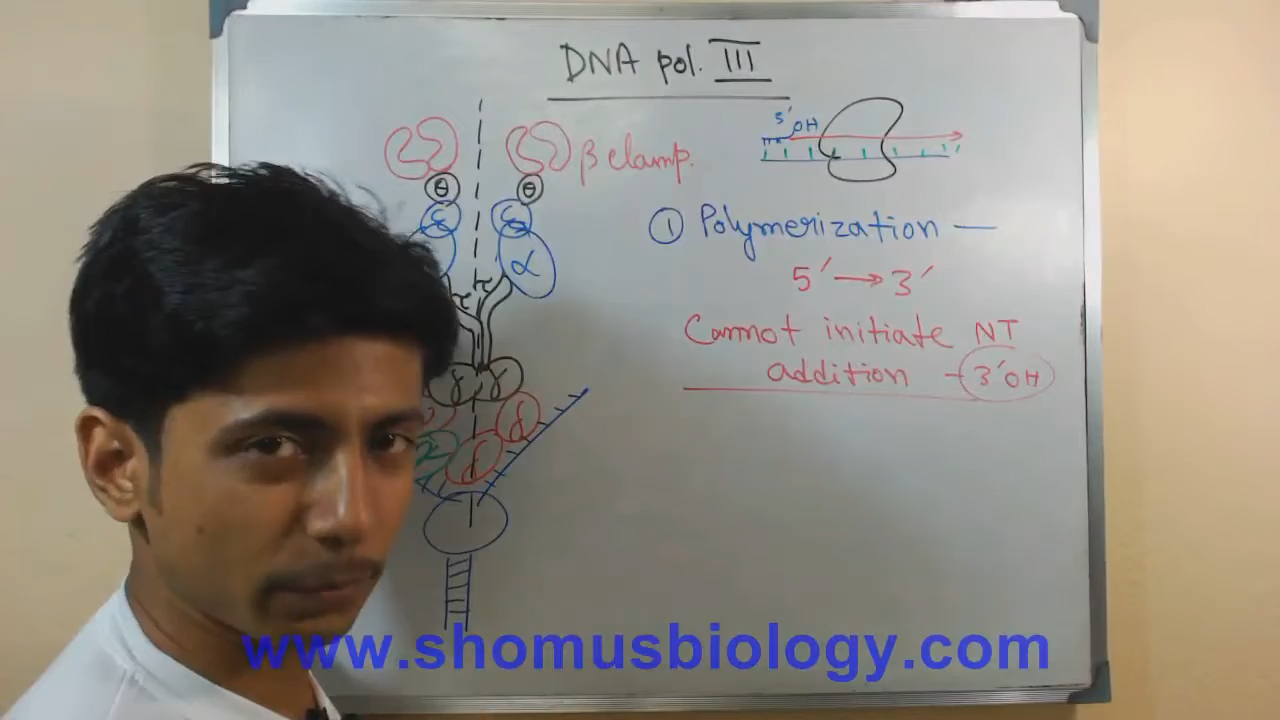 DNA pol. III
5' OH
β clamp.
θ θ
ε ε
α
① Polymerization —
τ τ
5' → 3'
Cannot initiate NT
addition - 3'OH
γ γ
www.shomusbiology.com